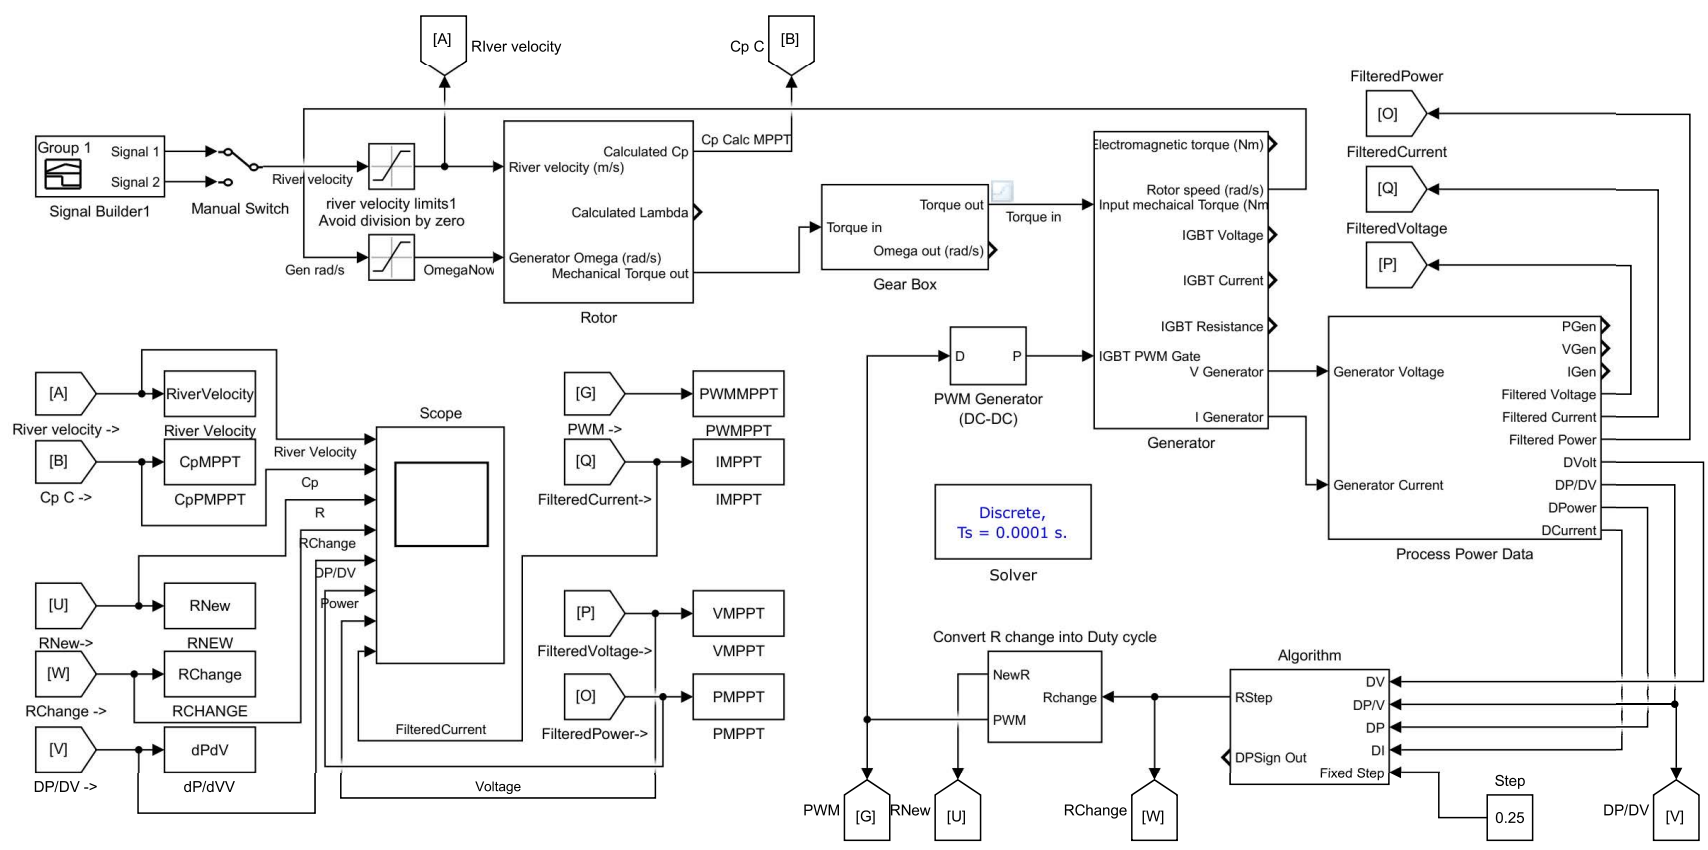 [A]
RIver velocity
Cp C
[B]
FilteredPower
[O]
FilteredCurrent
[Q]
FilteredVoltage
[P]
Group 1
Signal 1
Signal 2
Signal Builder1
Manual Switch
River velocity
river velocity limits1
Avoid division by zero
Gen rad/s
OmegaNow
River velocity (m/s)
Generator Omega (rad/s)
Calculated Cp
Calculated Lambda
Mechanical Torque out
Rotor
Cp Calc MPPT
Torque in
Torque out
Omega out (rad/s)
Gear Box
Torque in
Electromagnetic torque (Nm)
Rotor speed (rad/s)
Input mechaical Torque (Nm
IGBT Voltage
IGBT Current
IGBT Resistance
IGBT PWM Gate
V Generator
I Generator
Generator
D
P
PWM Generator
(DC-DC)
Generator Voltage
Generator Current
PGen
VGen
IGen
Filtered Voltage
Filtered Current
Filtered Power
DVolt
DP/DV
DPower
DCurrent
Process Power Data
[A]
River velocity ->
RiverVelocity
River Velocity
[B]
Cp C ->
CpMPPT
CpPMPPT
[U]
RNew->
RNew
RNEW
[W]
RChange ->
RChange
RCHANGE
[V]
DP/DV ->
dPdV
dP/dVV
Scope
River Velocity
Cp
R
RChange
DP/DV
Power
FilteredCurrent
Voltage
[G]
PWM ->
PWMMPPT
PWMPPT
[Q]
FilteredCurrent->
IMPPT
IMPPT
[P]
FilteredVoltage->
VMPPT
VMPPT
[O]
FilteredPower->
PMPPT
PMPPT
Discrete,
Ts = 0.0001 s.
Solver
Convert R change into Duty cycle
NewR
PWM
Rchange
Algorithm
RStep
DPSign Out
DV
DP/V
DP
DI
Fixed Step
Step
0.25
PWM
[G]
RNew
[U]
RChange
[W]
DP/DV
[V]